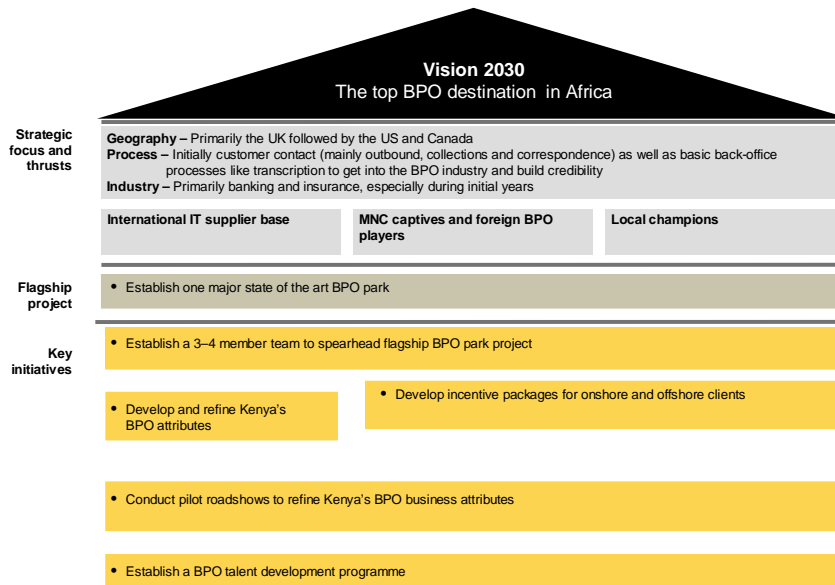 Vision 2030
The top BPO destination in Africa
Strategic
focus and
thrusts
Geography – Primarily the UK followed by the US and Canada
Process – Initially customer contact (mainly outbound, collections and correspondence) as well as basic back-office
processes like transcription to get into the BPO industry and build credibility
Industry – Primarily banking and insurance, especially during initial years
International IT supplier base
MNC captives and foreign BPO
players
Local champions
Flagship
project
• Establish one major state of the art BPO park
Key
initiatives
• Establish a 3–4 member team to spearhead flagship BPO park project
• Develop and refine Kenya's
BPO attributes
• Develop incentive packages for onshore and offshore clients
• Conduct pilot roadshows to refine Kenya's BPO business attributes
• Establish a BPO talent development programme